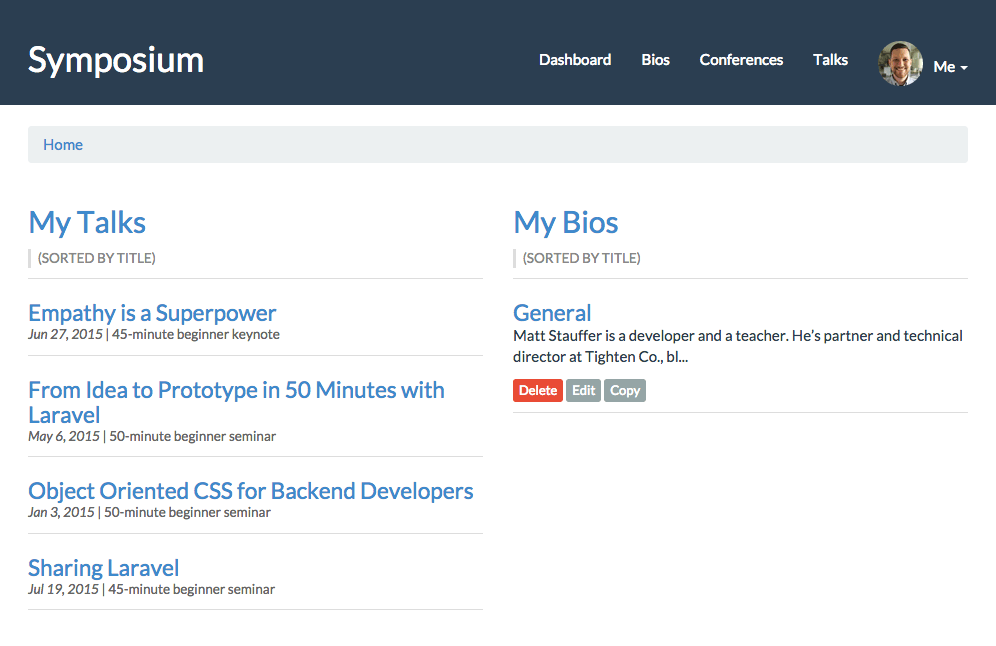 Symposium
Dashboard Bios Conferences Talks Me
Home
My Talks
(SORTED BY TITLE)
Empathy is a Superpower
Jun 27, 2015 | 45-minute beginner keynote
From Idea to Prototype in 50 Minutes with
Laravel
May 6, 2015 | 50-minute beginner seminar
Object Oriented CSS for Backend Developers
Jan 3, 2015 | 50-minute beginner seminar
Sharing Laravel
Jul 19, 2015 | 45-minute beginner seminar
My Bios
(SORTED BY TITLE)
General
Matt Stauffer is a developer and a teacher. He's partner and technical
director at Tighten Co., bl...
Delete Edit Copy